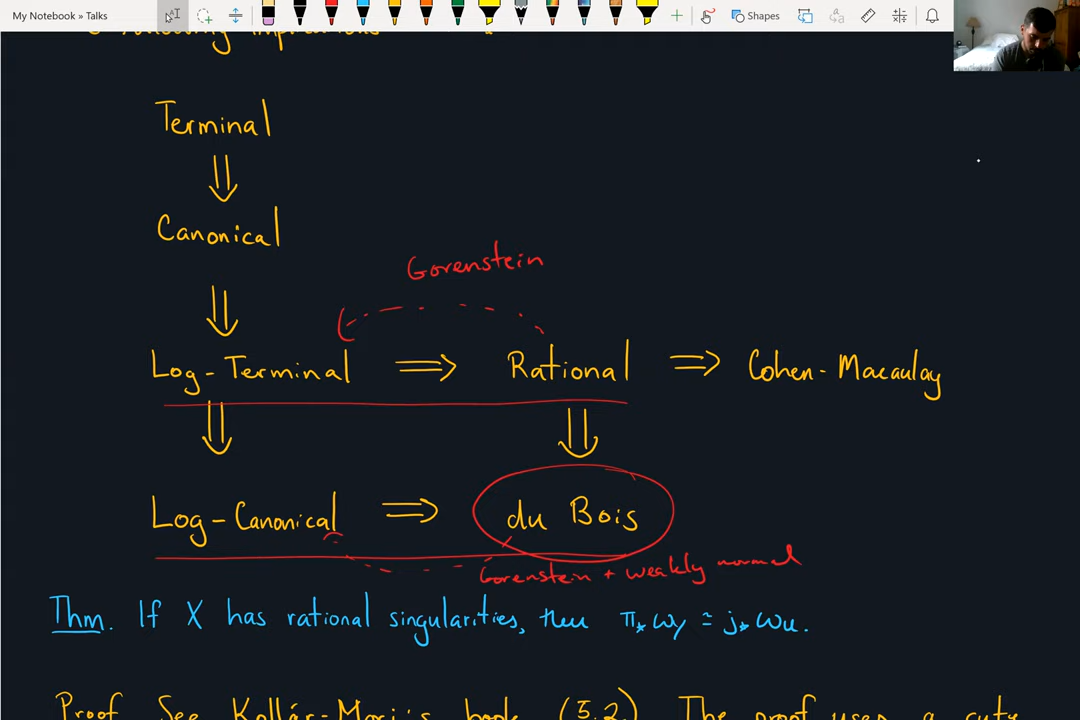 My Notebook » Talks
Shapes
Terminal
⇓
Canonical
⇓
Gorenstein
Log-Terminal ⟹ Rational ⟹ Cohen-Macaulay
⇓ ⇓
Log-Canonical ⟹ du Bois
Gorenstein + weakly normal
Thm. If X has rational singularities, then π⁎ωY ≅ j⁎ωU.
Proof See Kollár-Mori's book (5.2). The proof uses a cute